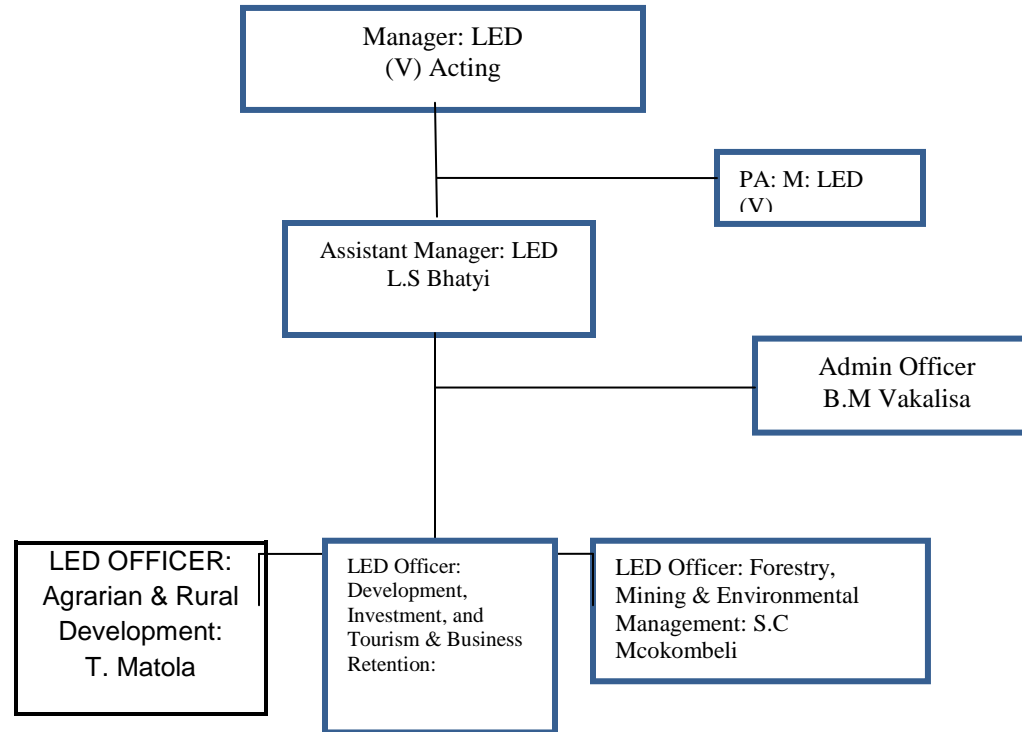 Manager: LED
(V) Acting
PA: M: LED
(V)
Assistant Manager: LED
L.S Bhatyi
Admin Officer
B.M Vakalisa
LED OFFICER:
Agrarian & Rural
Development:
T. Matola
LED Officer:
Development,
Investment, and
Tourism & Business
Retention:
LED Officer: Forestry,
Mining & Environmental
Management: S.C
Mcokombeli